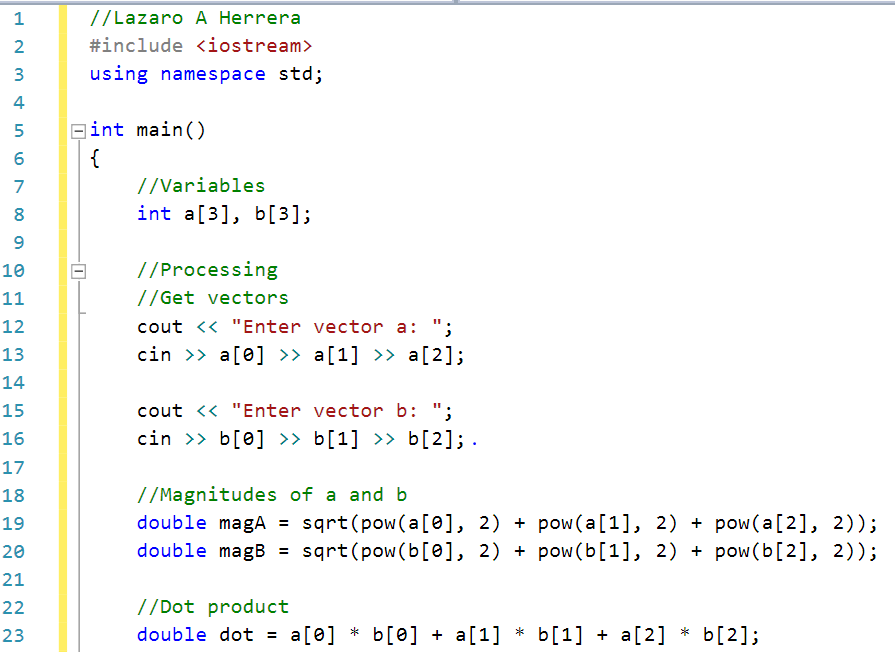 1 //Lazaro A Herrera
2 #include <iostream>
3 using namespace std;
4
5 int main()
6 {
7 //Variables
8 int a[3], b[3];
9
10 //Processing
11 //Get vectors
12 cout << "Enter vector a: ";
13 cin >> a[0] >> a[1] >> a[2];
14
15 cout << "Enter vector b: ";
16 cin >> b[0] >> b[1] >> b[2]; .
17
18 //Magnitudes of a and b
19 double magA = sqrt(pow(a[0], 2) + pow(a[1], 2) + pow(a[2], 2));
20 double magB = sqrt(pow(b[0], 2) + pow(b[1], 2) + pow(b[2], 2));
21
22 //Dot product
23 double dot = a[0] * b[0] + a[1] * b[1] + a[2] * b[2];